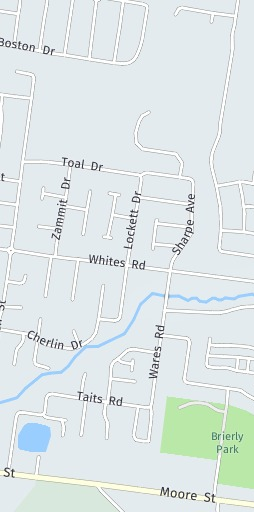 Boston Dr
Toal Dr
Zammit Dr
Lockett Dr
Sharpe Ave
Whites Rd
St
Cherlin Dr
Wares Rd
Taits Rd
Brierly
Park
St
Moore St